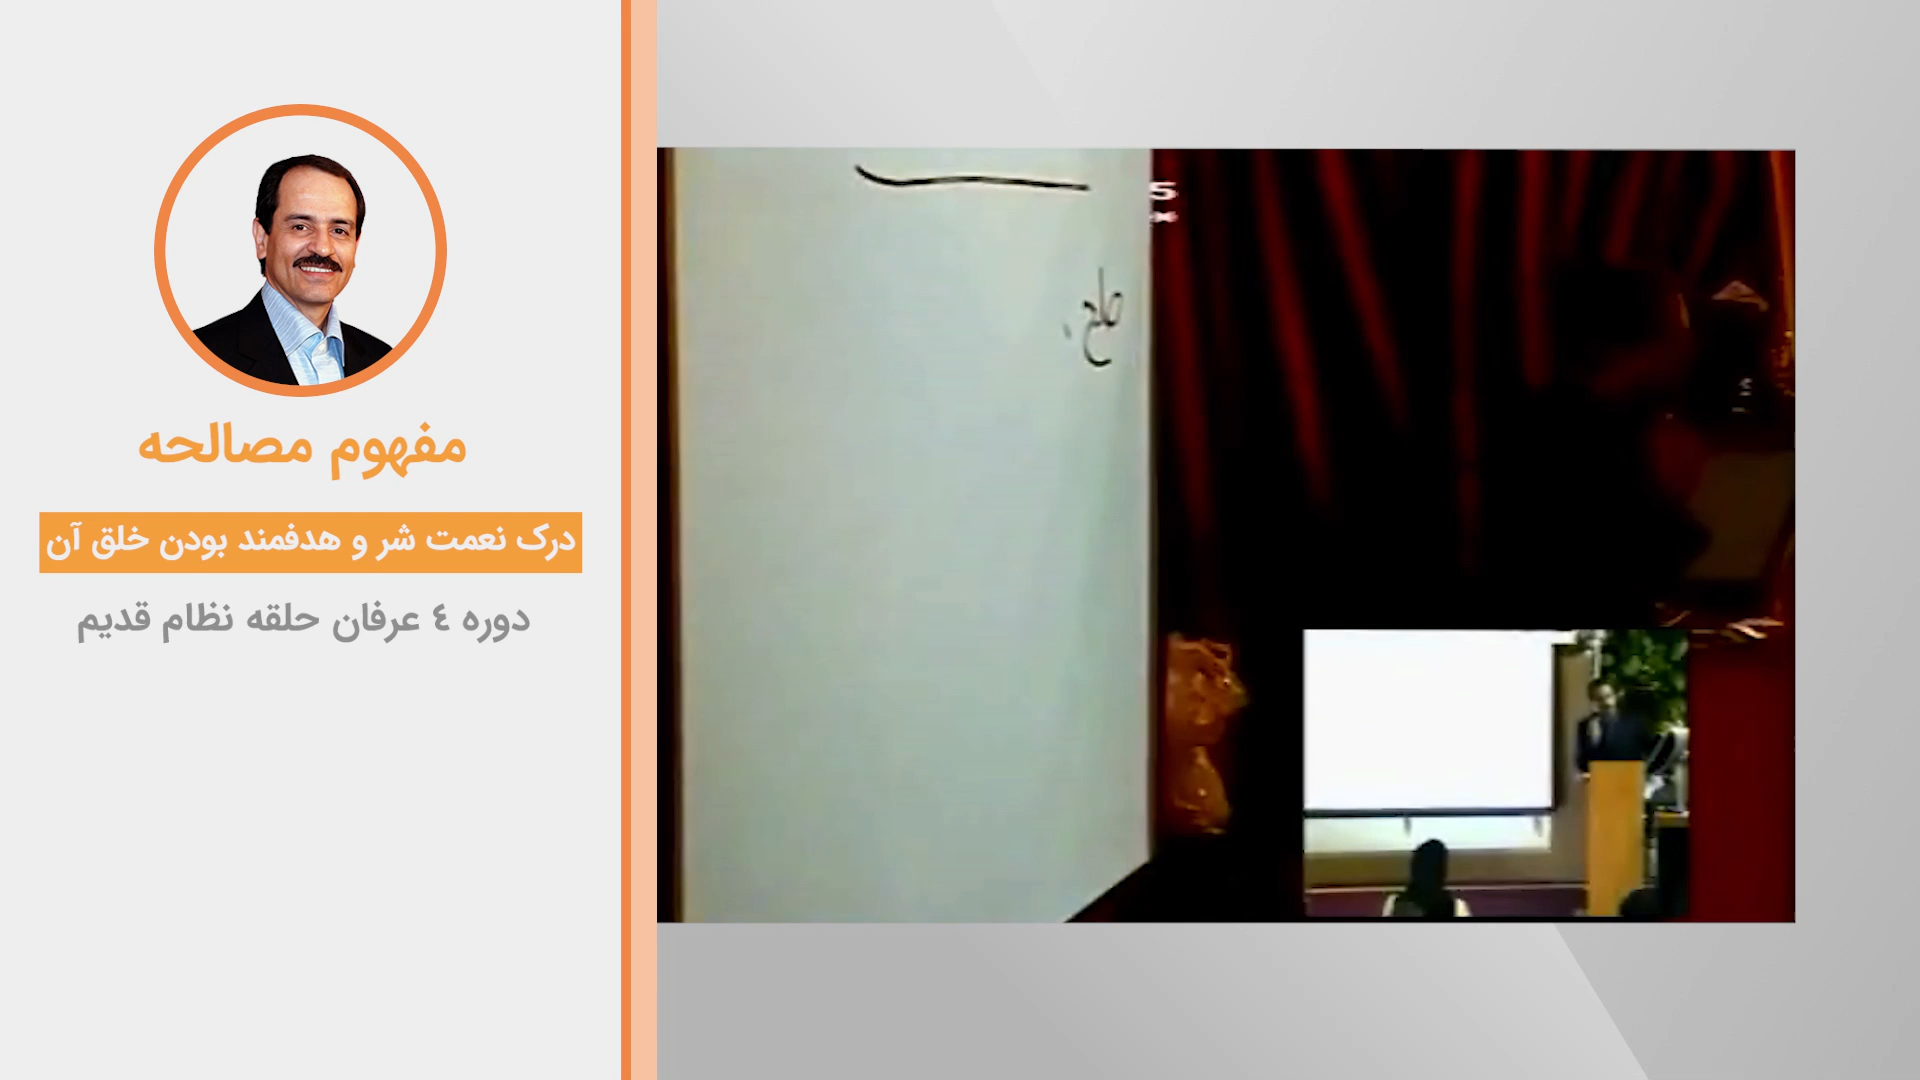 مفهوم مصالحه
درک نعمت شر و هدفمند بودن خلق آن
دوره ٤ عرفان حلقه نظام قدیم